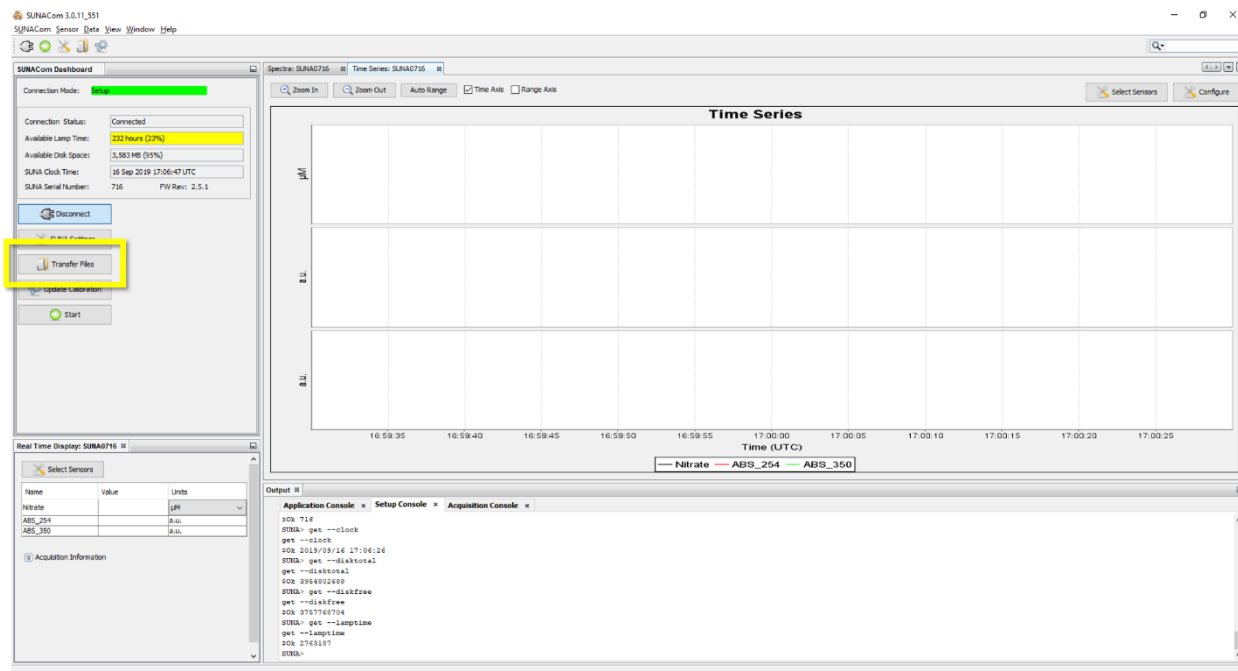 SUNACom 3.0.11_551
SUNACom Sensor Data View Window Help
SUNACom Dashboard
Connection Mode: Setup
Connection Status: Connected
Available Lamp Time: 232 hours (23%)
Available Disk Space: 3,583 MB (95%)
SUNA Clock Time: 16 Sep 2019 17:06:47 UTC
SUNA Serial Number: 716 FW Rev: 2.5.1
Disconnect
SUNA Settings
Transfer Files
Update Calibration
Start
Real Time Display: SUNA0716
Select Sensors
Name Value Units
Nitrate µM
ABS_254 a.u.
ABS_350 a.u.
Acquisition Information
Spectra: SUNA0716 Time Series: SUNA0716
Zoom In Zoom Out Auto Range Time Axis Range Axis Select Sensors Configure
Time Series
µM
a.u.
a.u.
16:59:35 16:59:40 16:59:45 16:59:50 16:59:55 17:00:00 17:00:05 17:00:10 17:00:15 17:00:20 17:00:25
Time (UTC)
Nitrate ABS_254 ABS_350
Output
Application Console Setup Console Acquisition Console
$Ok 716
SUNA> get --clock
get --clock
$Ok 2019/09/16 17:06:26
SUNA> get --disktotal
get --disktotal
$Ok 3954802688
SUNA> get --diskfree
get --diskfree
$Ok 3757768704
SUNA> get --lamptime
get --lamptime
$Ok 2763187
SUNA>